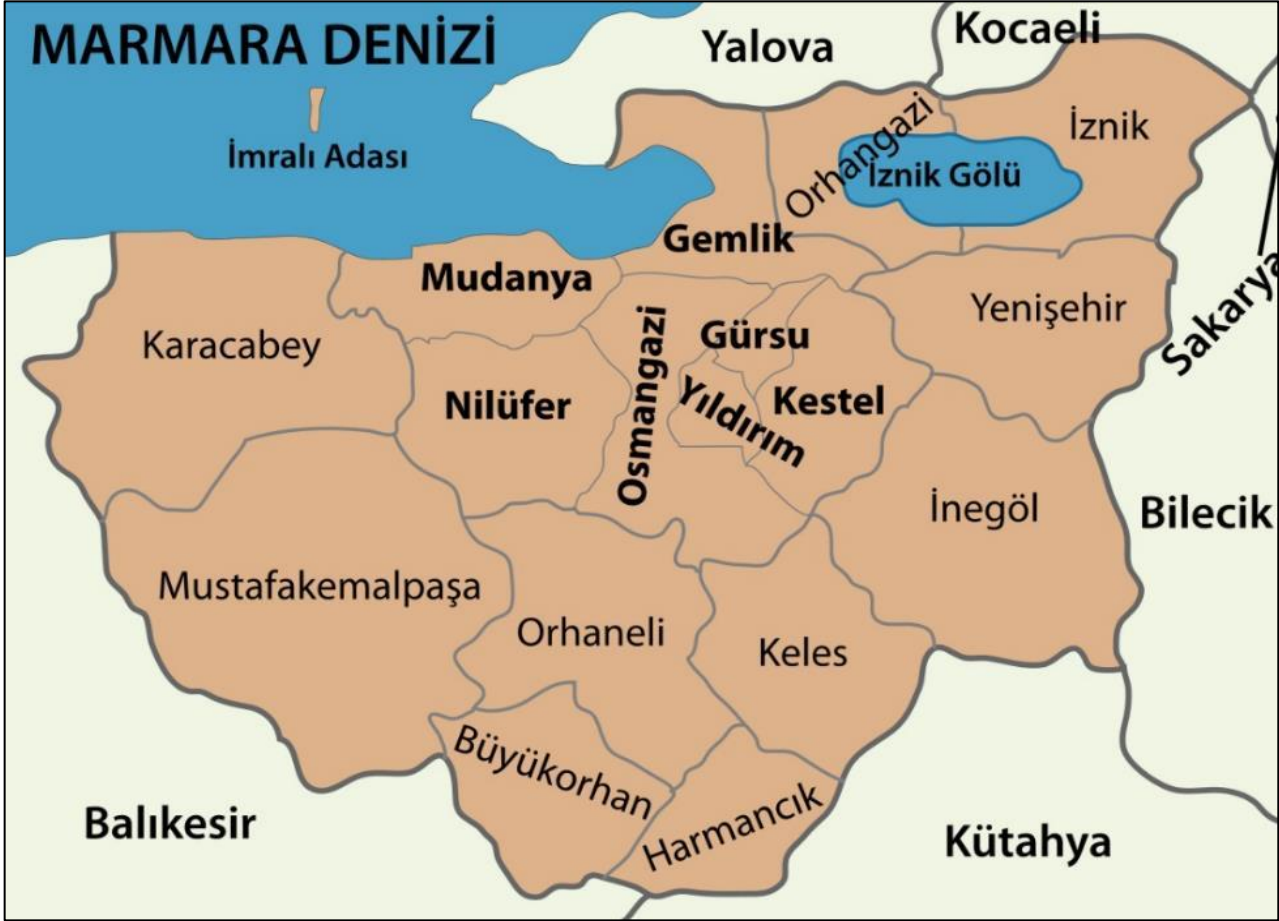 MARMARA DENİZİ
Yalova
Kocaeli
İmralı Adası
Orhangazi
İznik
İznik Gölü
Gemlik
Mudanya
Yenişehir
Sakarya
Karacabey
Gürsu
Osmangazi
Nilüfer
Yıldırım
Kestel
İnegöl
Bilecik
Mustafakemalpaşa
Orhaneli
Keles
Büyükorhan
Harmancık
Balıkesir
Kütahya